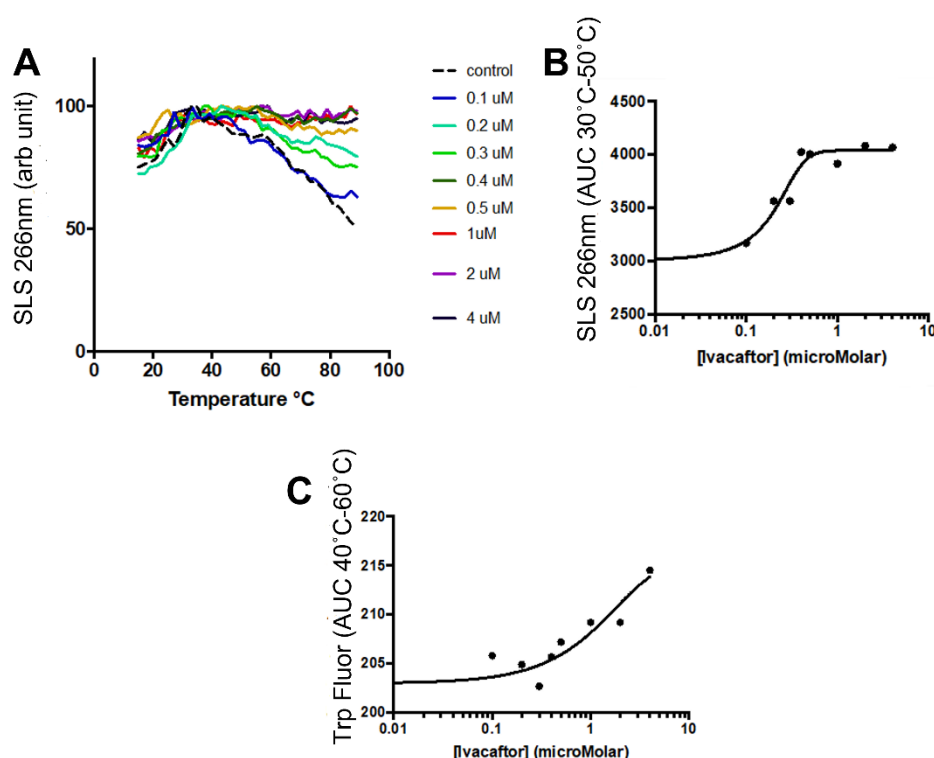 A
SLS 266nm (arb unit)
100
50
0
0
20
40
60
80
100
Temperature °C
control
0.1 uM
0.2 uM
0.3 uM
0.4 uM
0.5 uM
1uM
2 uM
4 uM
B
SLS 266nm (AUC 30˚C-50˚C)
4500
4000
3500
3000
2500
0.01
0.1
1
10
[Ivacaftor] (microMolar)
C
Trp Fluor (AUC 40˚C-60˚C)
220
215
210
205
200
0.01
0.1
1
10
[Ivacaftor] (microMolar)